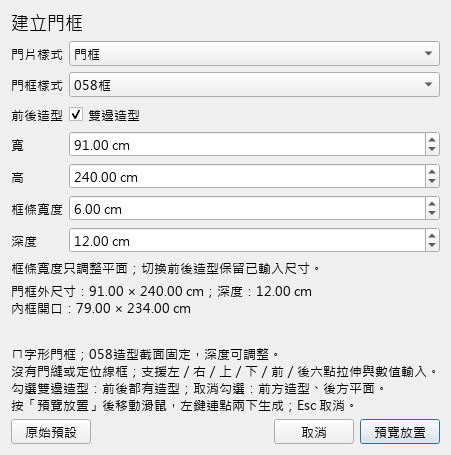 建立門框
門片樣式 門框
門框樣式 058框
前後造型 雙邊造型
寬 91.00 cm
高 240.00 cm
框條寬度 6.00 cm
深度 12.00 cm
框條寬度只調整平面；切換前後造型保留已輸入尺寸。
門框外尺寸：91.00 × 240.00 cm；深度：12.00 cm
內框開口：79.00 × 234.00 cm
ㄇ字形門框；058造型截面固定，深度可調整。
沒有門縫或定位線框；支援左 / 右 / 上 / 下 / 前 / 後六點拉伸與數值輸入。
勾選雙邊造型：前後都有造型；取消勾選：前方造型、後方平面。
按「預覽放置」後移動滑鼠，左鍵連點兩下生成；Esc 取消。
原始預設 取消 預覽放置